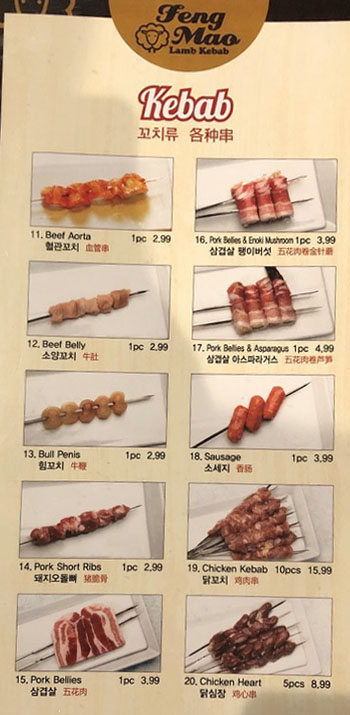 Feng
Mao
Lamb Kebab
Kebab
꼬치류 各种串
11. Beef Aorta 1pc 2.99
혈관꼬치 血管串
12. Beef Belly 1pc 2.99
소양꼬치 牛肚
13. Bull Penis 1pc 2.99
힘꼬치 牛鞭
14. Pork Short Ribs 1pc 2.99
돼지오돌뼈 猪脆骨
15. Pork Bellies 1pc 3.99
삼겹살 五花肉
16. Pork Bellies & Enoki Mushroom 1pc 3.99
삼겹살 팽이버섯 五花肉卷金针蘑
17. Pork Bellies & Asparagus 1pc 4.99
삼겹살 아스파라거스 五花肉卷芦笋
18. Sausage 1pc 3.99
소세지 香肠
19. Chicken Kebab 10pcs 15.99
닭꼬치 鸡肉串
20. Chicken Heart 5pcs 8.99
닭심장 鸡心串